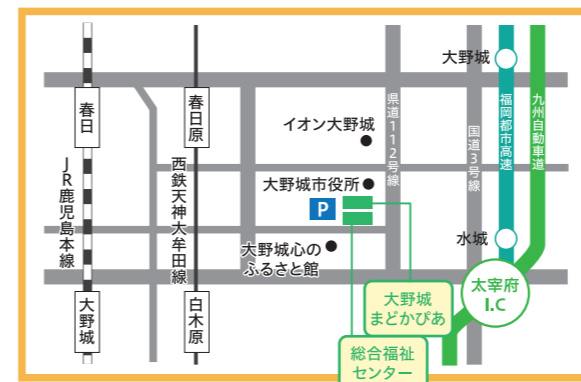 大野城
春日
春日原
イオン大野城
県道112号線
国道3号線
福岡都市高速
九州自動車道
JR鹿児島本線
西鉄天神大牟田線
大野城市役所
P
大野城心の
ふるさと館
水城
太宰府
I.C
大野城
まどかぴあ
大野城
白木原
総合福祉
センター